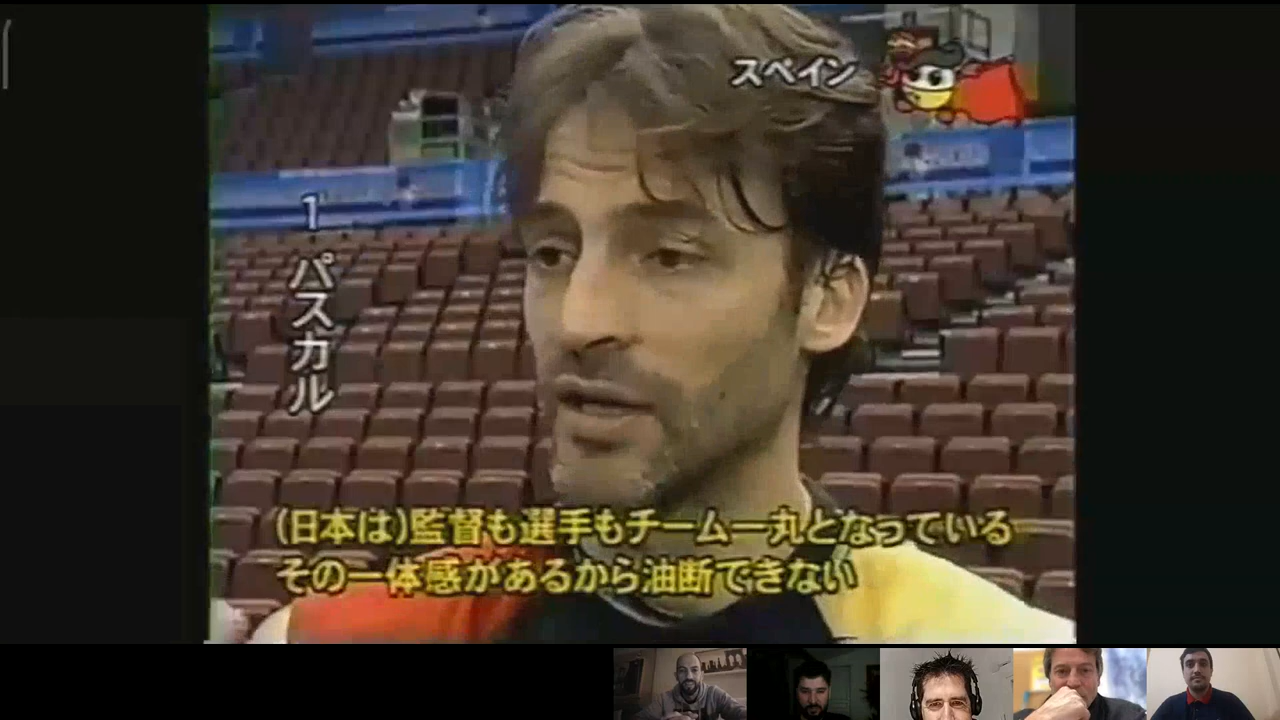 スペイン
1 パスカル
(日本は)監督も選手もチーム一丸となっている
その一体感があるから油断できない